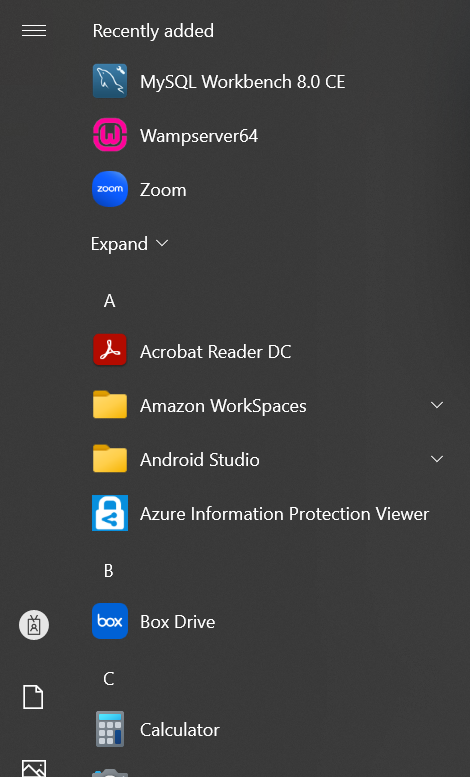 Recently added
MySQL Workbench 8.0 CE
Wampserver64
zoom
Zoom
Expand
A
Acrobat Reader DC
Amazon WorkSpaces
Android Studio
Azure Information Protection Viewer
B
box
Box Drive
C
Calculator